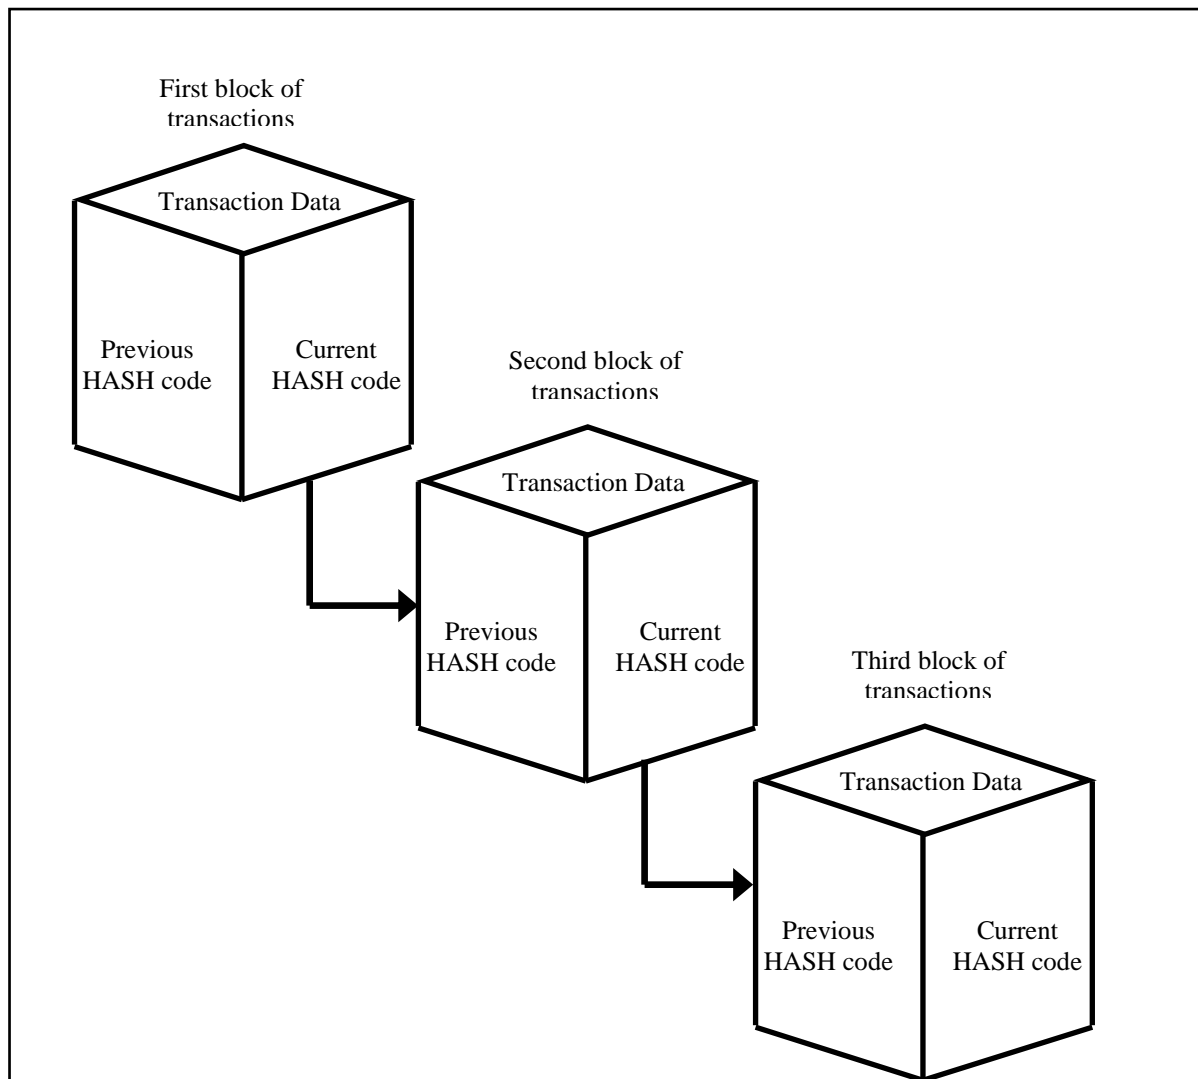 First block of
transactions
Transaction Data
Previous
HASH code
Current
HASH code
Second block of
transactions
Transaction Data
Previous
HASH code
Current
HASH code
Third block of
transactions
Transaction Data
Previous
HASH code
Current
HASH code